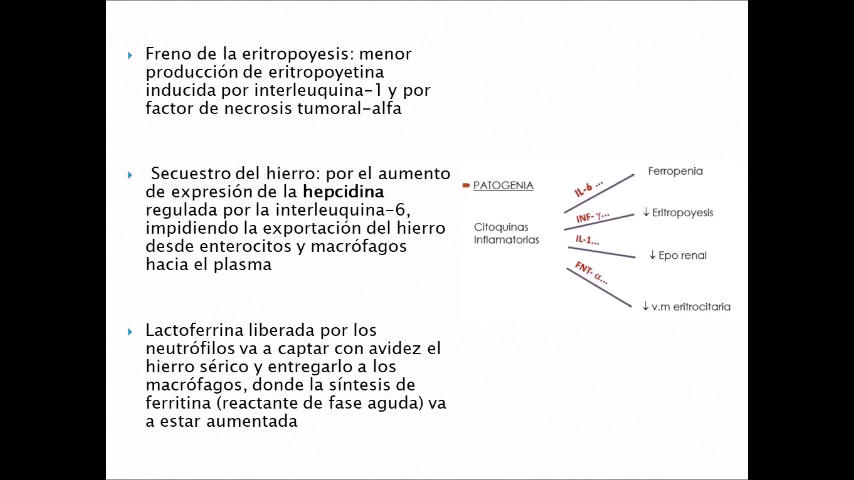 Freno de la eritropoyesis: menor
producción de eritropoyetina
inducida por interleuquina-1 y por
factor de necrosis tumoral-alfa
Secuestro del hierro: por el aumento
de expresión de la hepcidina
regulada por la interleuquina-6,
impidiendo la exportación del hierro
desde enterocitos y macrófagos
hacia el plasma
Lactoferrina liberada por los
neutrófilos va a captar con avidez el
hierro sérico y entregarlo a los
macrófagos, donde la síntesis de
ferritina (reactante de fase aguda) va
a estar aumentada
PATOGENIA
Citoquinas
Inflamatorias
IL-6 ...
Ferropenia
INF- γ...
↓ Eritropoyesis
IL-1...
↓ Epo renal
FNT- α...
↓ v.m eritrocitaria